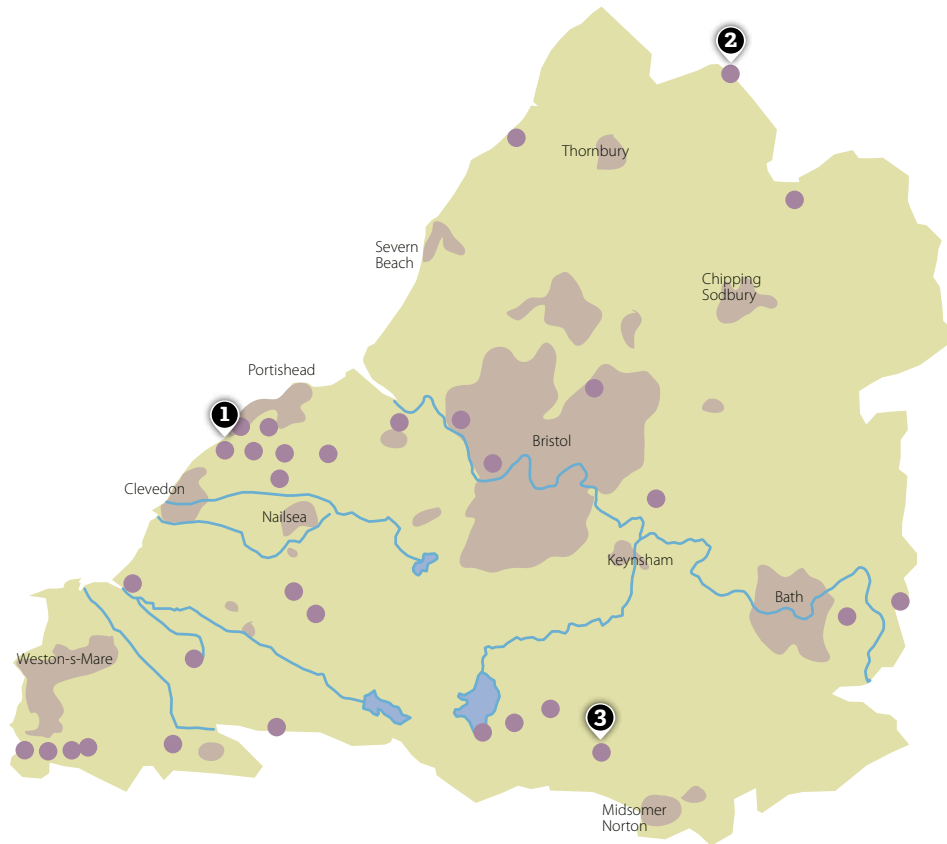 2
Thornbury
Severn
Beach
Chipping
Sodbury
Portishead
1
Bristol
Clevedon
Nailsea
Keynsham
Bath
Weston-s-Mare
3
Midsomer
Norton